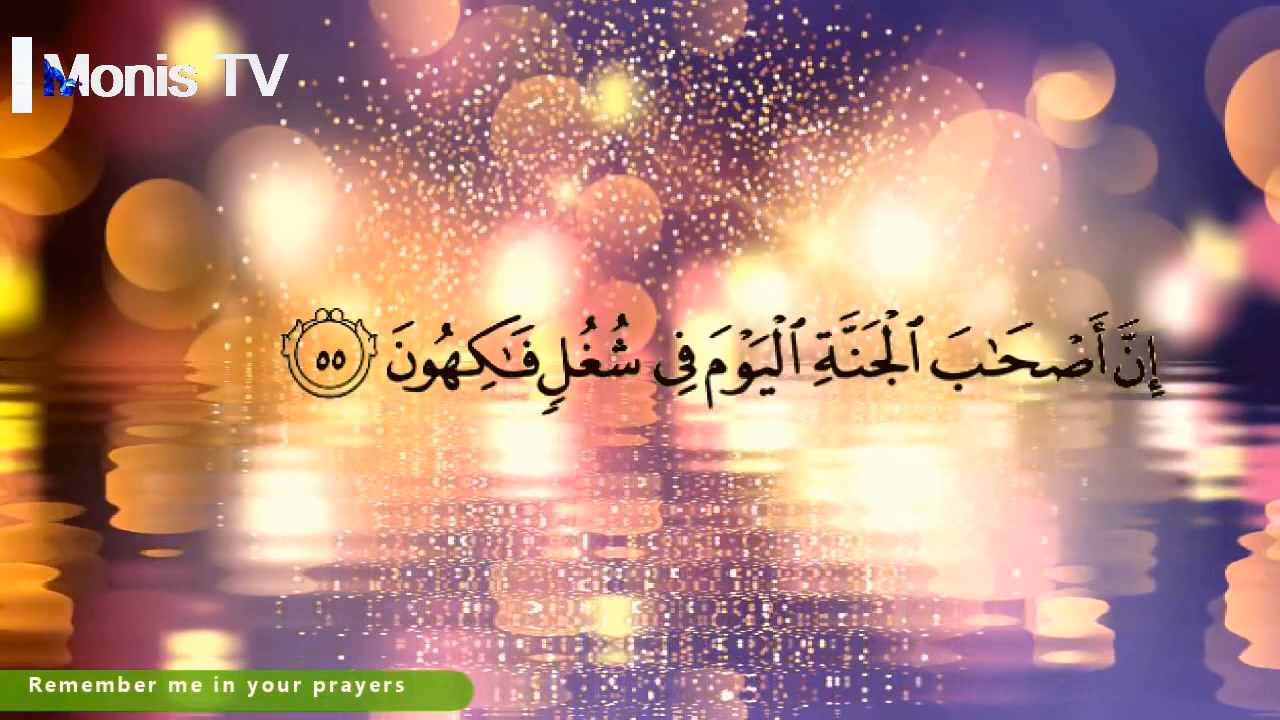 Monis TV
إِنَّ أَصْحَٰبَ ٱلْجَنَّةِ ٱلْيَوْمَ فِى شُغُلٍ فَٰكِهُونَ ٥٥
Remember me in your prayers